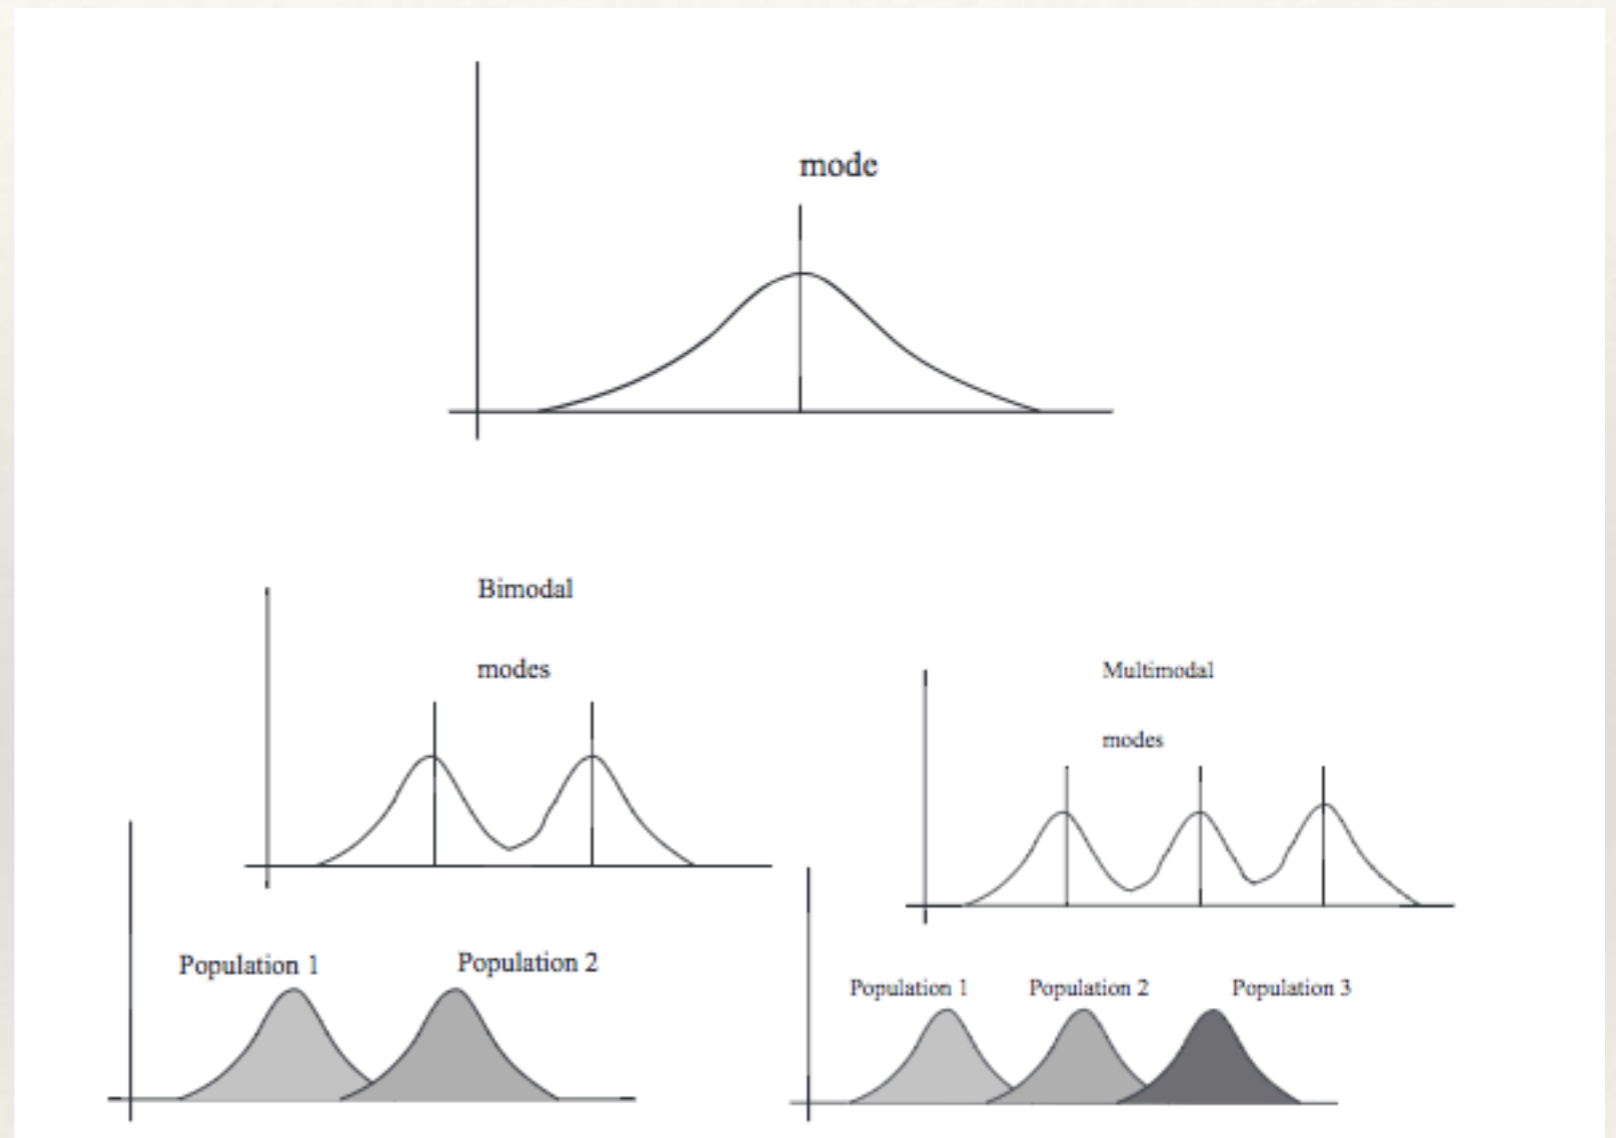 mode
Bimodal
modes
Multimodal
modes
Population 1
Population 2
Population 1
Population 2
Population 3